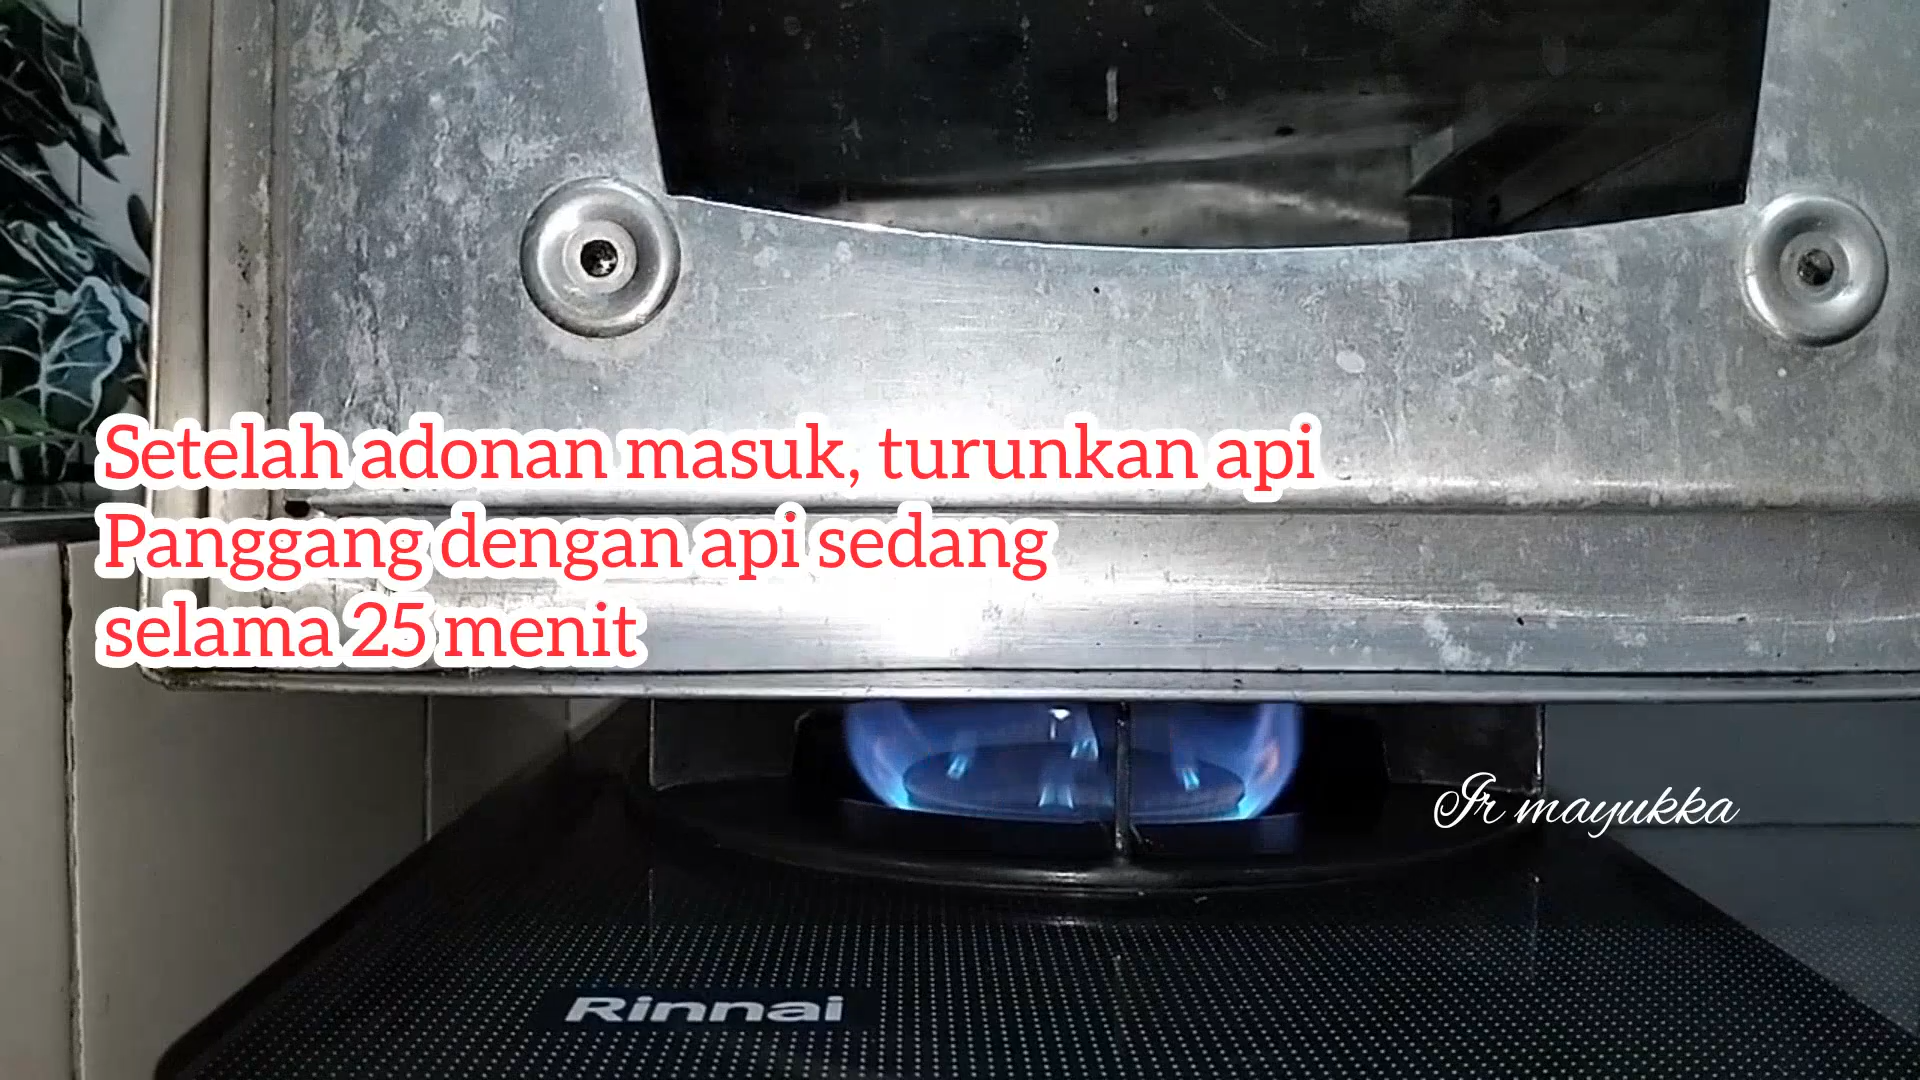 Setelah adonan masuk, turunkan api
Panggang dengan api sedang
selama 25 menit
Ir mayukka
Rinnai